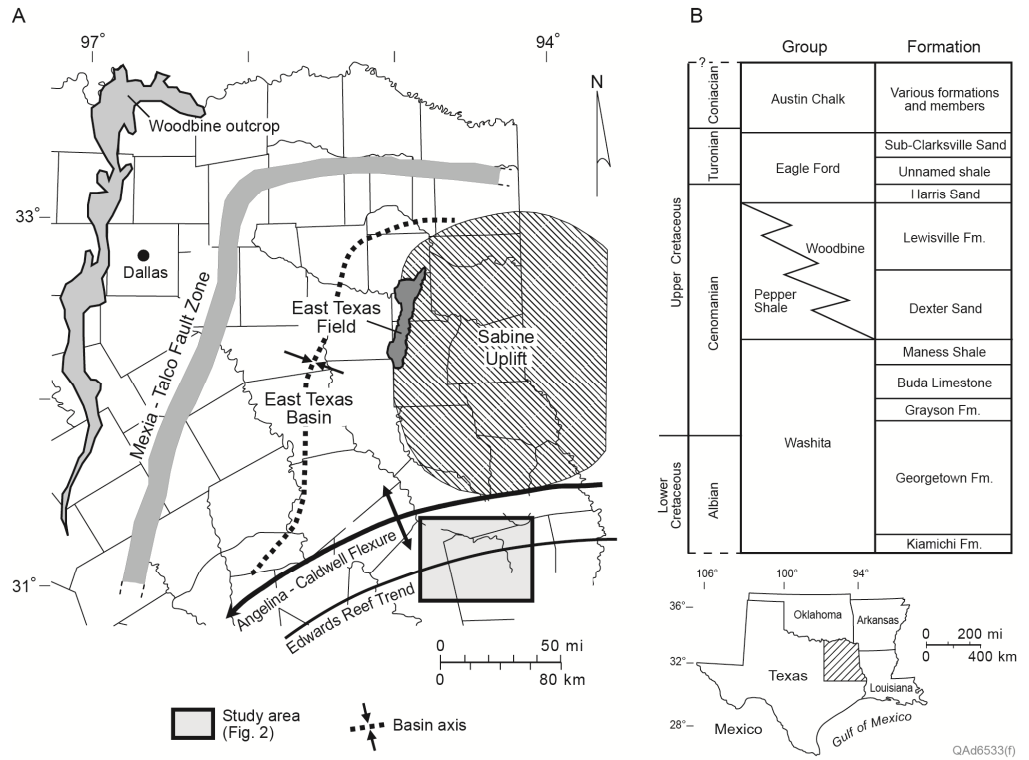 A
97°
94°
N
Woodbine outcrop
33°
Dallas
Mexia - Talco Fault Zone
East Texas
Field
Sabine
Uplift
East Texas
Basin
Angelina - Caldwell Flexure
Edwards Reef Trend
31°
0 50 mi
0 80 km
Study area
(Fig. 2)
Basin axis
B
Group
Formation
?
Upper Cretaceous
Lower
Cretaceous
Coniacian
Turonian
Cenomanian
Albian
Austin Chalk
Various formations
and members
Eagle Ford
Sub-Clarksville Sand
Unnamed shale
Harris Sand
Woodbine
Pepper
Shale
Lewisville Fm.
Dexter Sand
Washita
Maness Shale
Buda Limestone
Grayson Fm.
Georgetown Fm.
Kiamichi Fm.
106°
100°
94°
36°
32°
28°
Oklahoma
Arkansas
Texas
Louisiana
Mexico
Gulf of Mexico
0 200 mi
0 400 km
QAd6533(f)